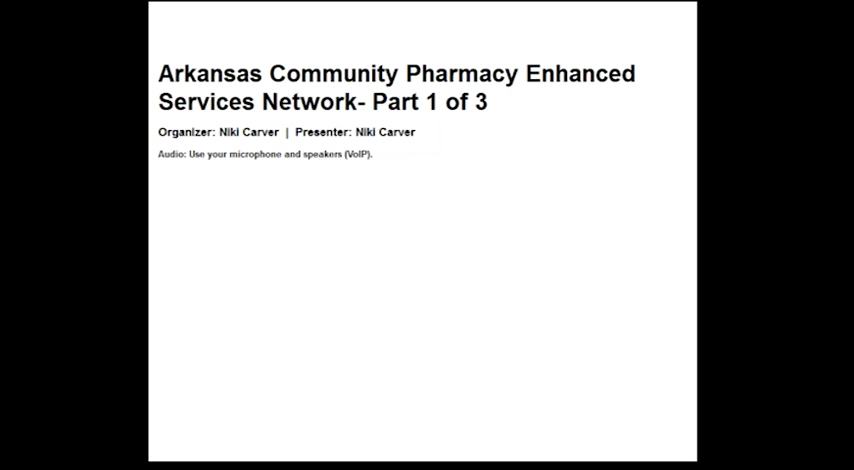 Arkansas Community Pharmacy Enhanced
Services Network- Part 1 of 3
Organizer: Niki Carver | Presenter: Niki Carver
Audio: Use your microphone and speakers (VoIP).